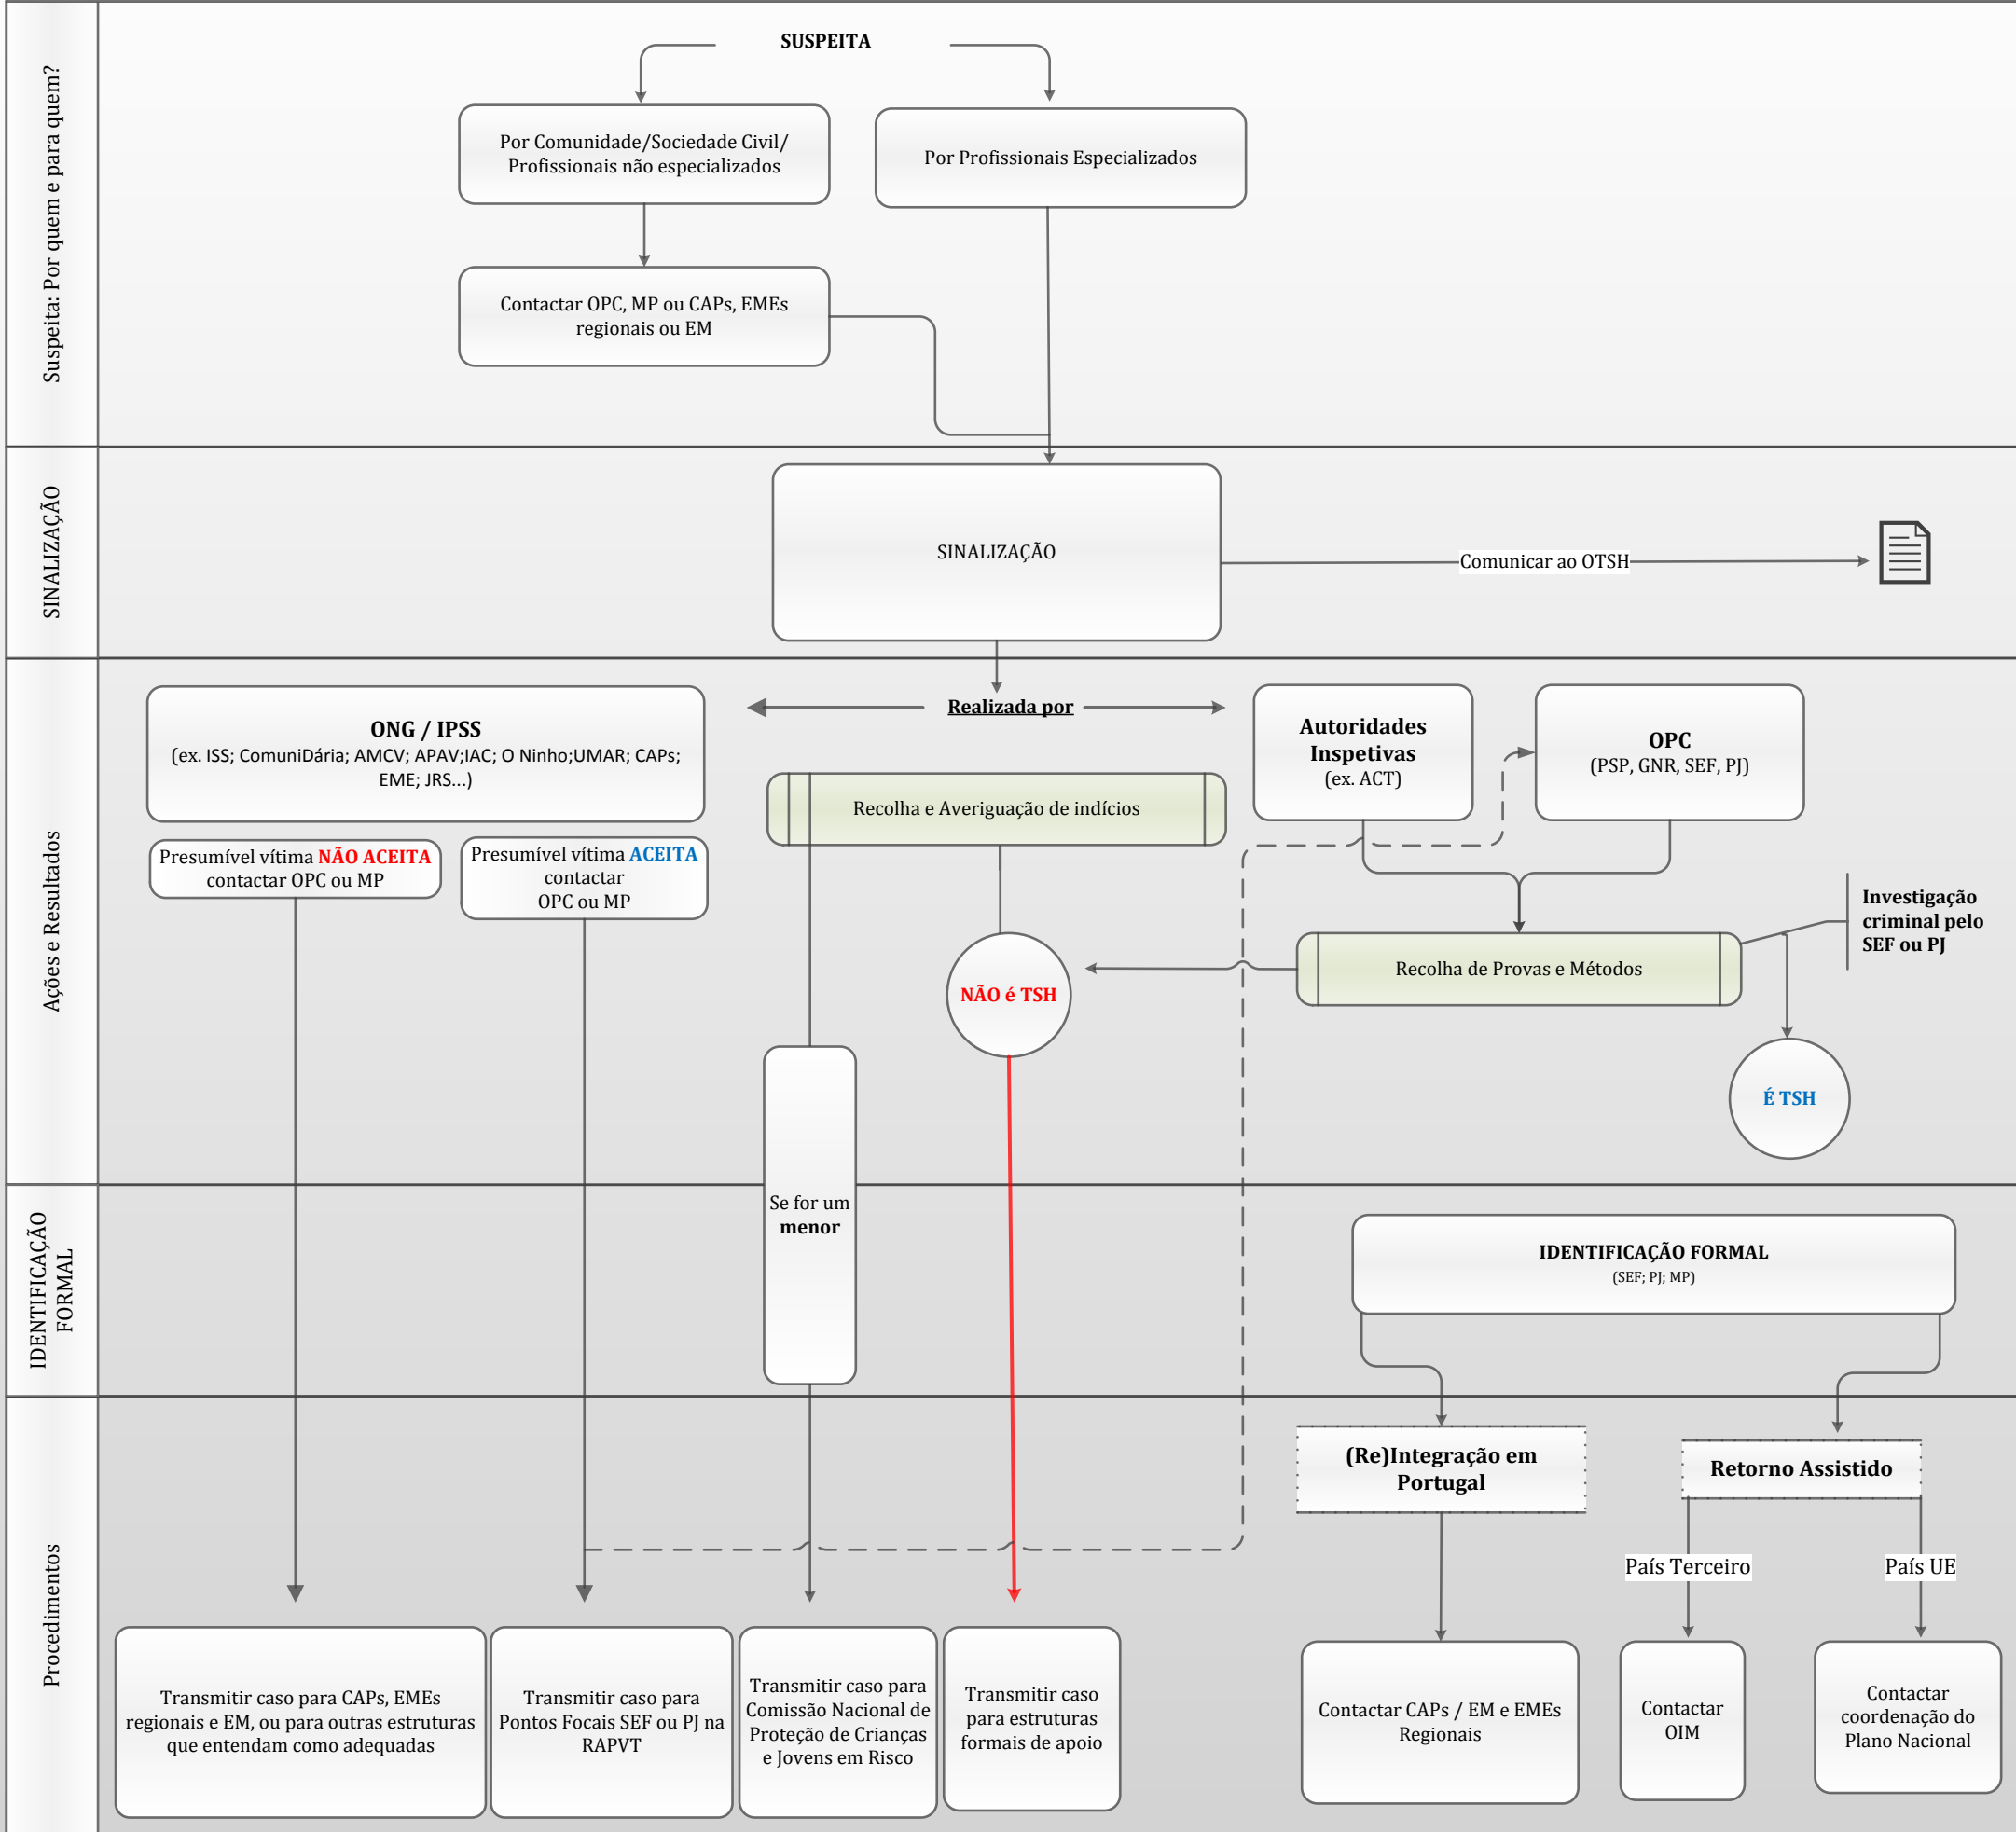 Suspeita: Por quem e para quem?
SUSPEITA
Por Comunidade/Sociedade Civil/
Profissionais não especializados
Por Profissionais Especializados
Contactar OPC, MP ou CAPs, EMEs
regionais ou EM
SINALIZAÇÃO
SINALIZAÇÃO
Comunicar ao OTSH
Ações e Resultados
ONG / IPSS
(ex. ISS; ComuniDária; AMCV; APAV;IAC; O Ninho;UMAR; CAPs;
EME; JRS...)
Realizada por
Autoridades
Inspetivas
(ex. ACT)
OPC
(PSP, GNR, SEF, PJ)
Recolha e Averiguação de indícios
Presumível vítima NÃO ACEITA
contactar OPC ou MP
Presumível vítima ACEITA
contactar
OPC ou MP
Investigação
criminal pelo
SEF ou PJ
Recolha de Provas e Métodos
NÃO é TSH
É TSH
IDENTIFICAÇÃO
FORMAL
Se for um
menor
IDENTIFICAÇÃO FORMAL
(SEF; PJ; MP)
Procedimentos
(Re)Integração em
Portugal
Retorno Assistido
País Terceiro
País UE
Transmitir caso para CAPs, EMEs
regionais e EM, ou para outras estruturas
que entendam como adequadas
Transmitir caso para
Pontos Focais SEF ou PJ na
RAPVT
Transmitir caso para
Comissão Nacional de
Proteção de Crianças
e Jovens em Risco
Transmitir caso
para estruturas
formais de apoio
Contactar CAPs / EM e EMEs
Regionais
Contactar
OIM
Contactar
coordenação do
Plano Nacional